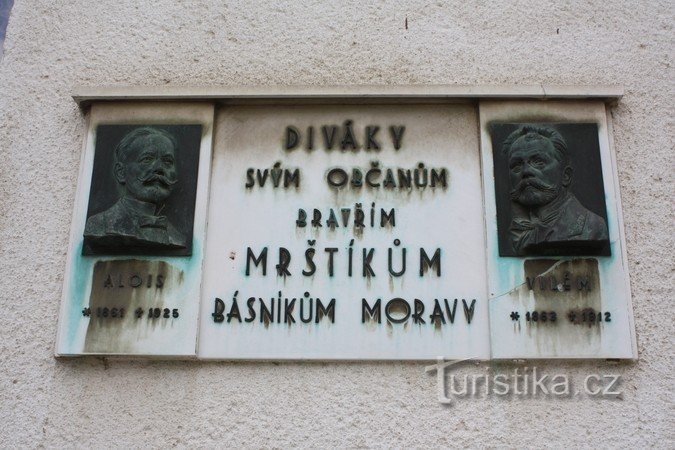 DIVÁKY
SVÝM OBČANŮM
BRATŘÍM
MRŠTÍKŮM
BÁSNÍKŮM MORAVY
ALOIS
* 1861 † 1925
VILÉM
* 1863 † 1912
Turistika.cz